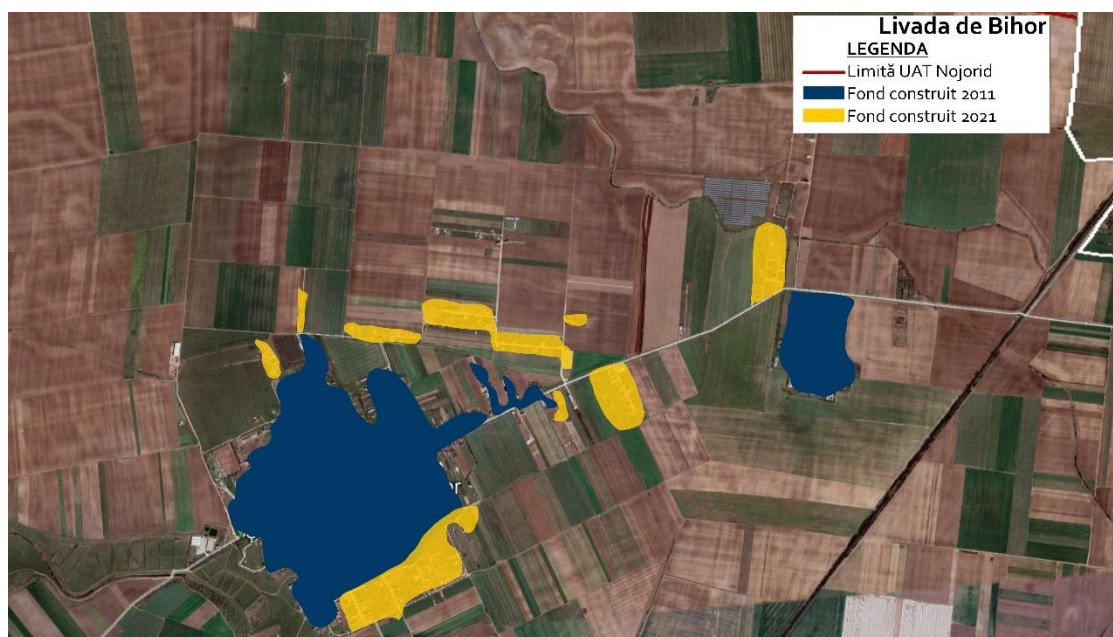 Livada de Bihor
LEGENDA
Limită UAT Nojorid
Fond construit 2011
Fond construit 2021